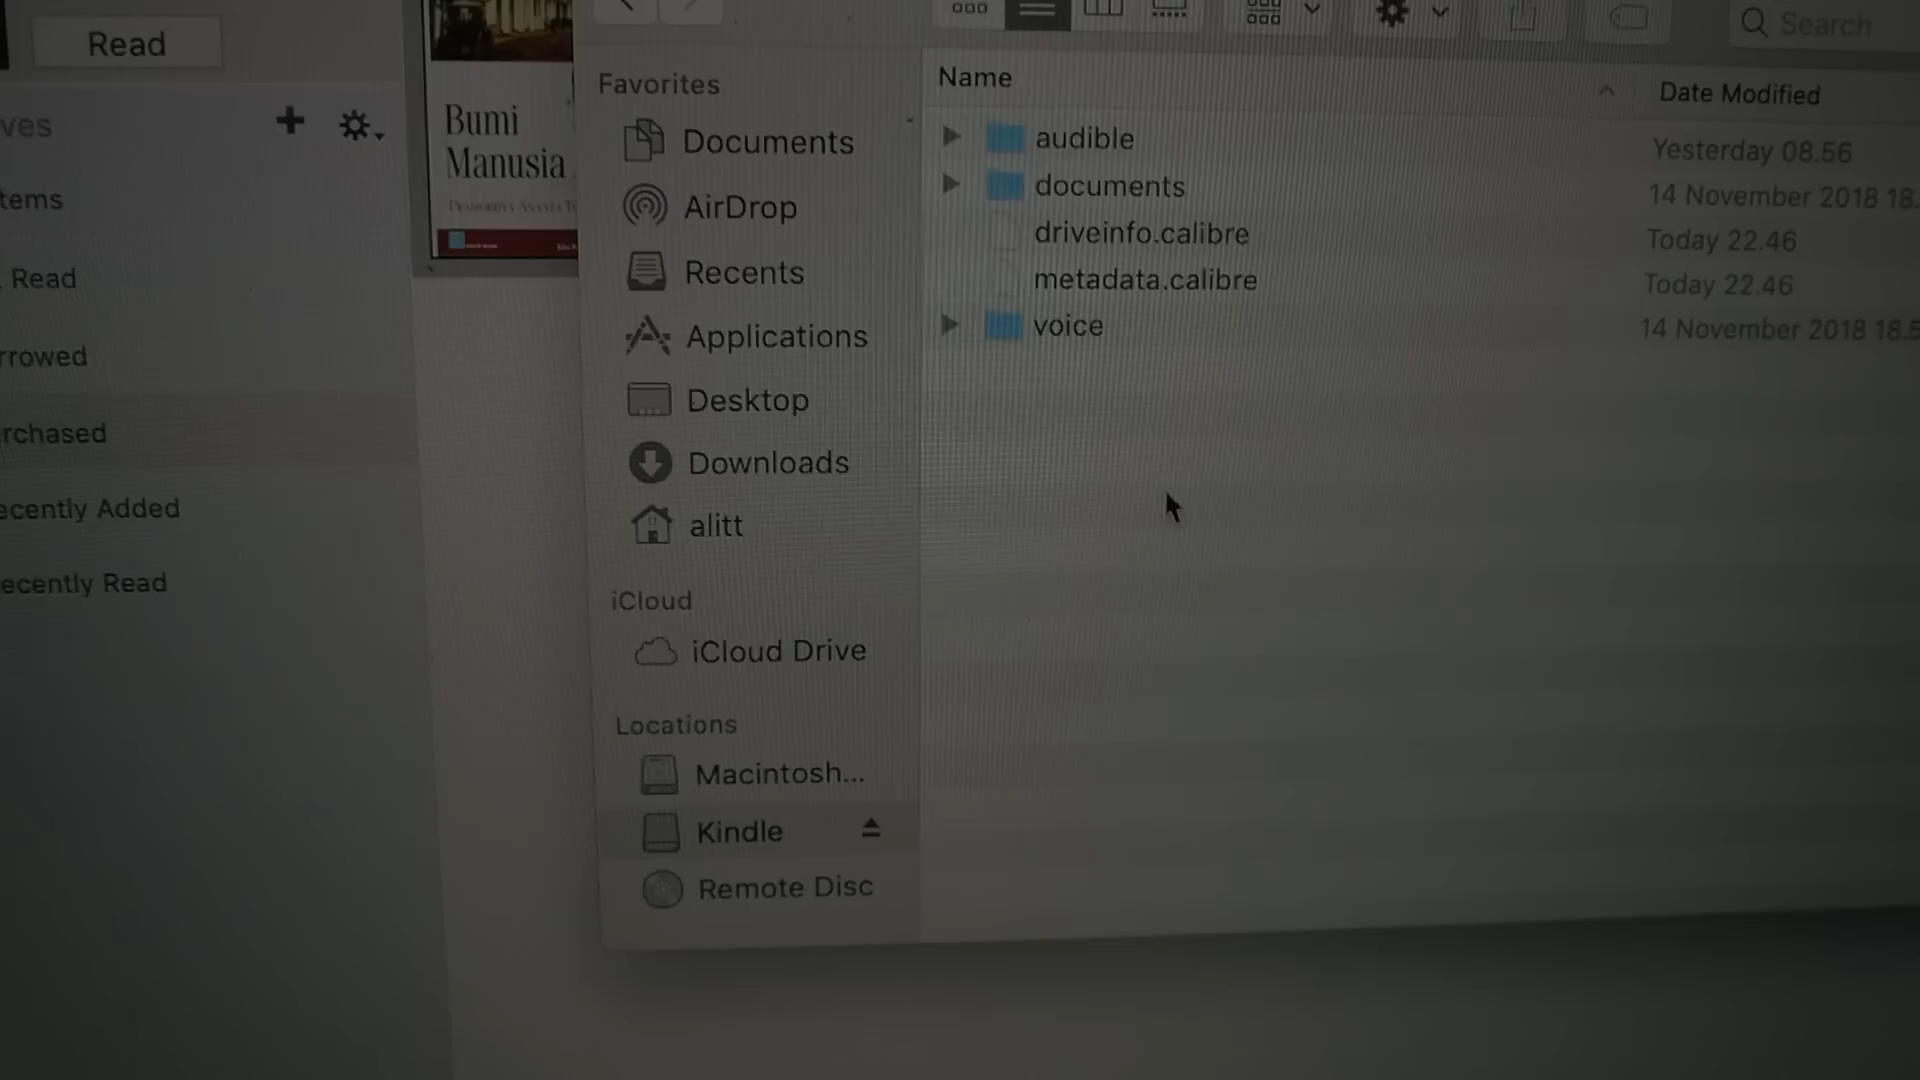 Read
ves
tems
Read
rrowed
rchased
ecently Added
ecently Read
Bumi
Manusia
Favorites
Documents
AirDrop
Recents
Applications
Desktop
Downloads
alitt
iCloud
iCloud Drive
Locations
Macintosh...
Kindle
Remote Disc
Search
Name
Date Modified
audible
Yesterday 08.56
documents
14 November 2018 18.
driveinfo.calibre
Today 22.46
metadata.calibre
Today 22.46
voice
14 November 2018 18.5